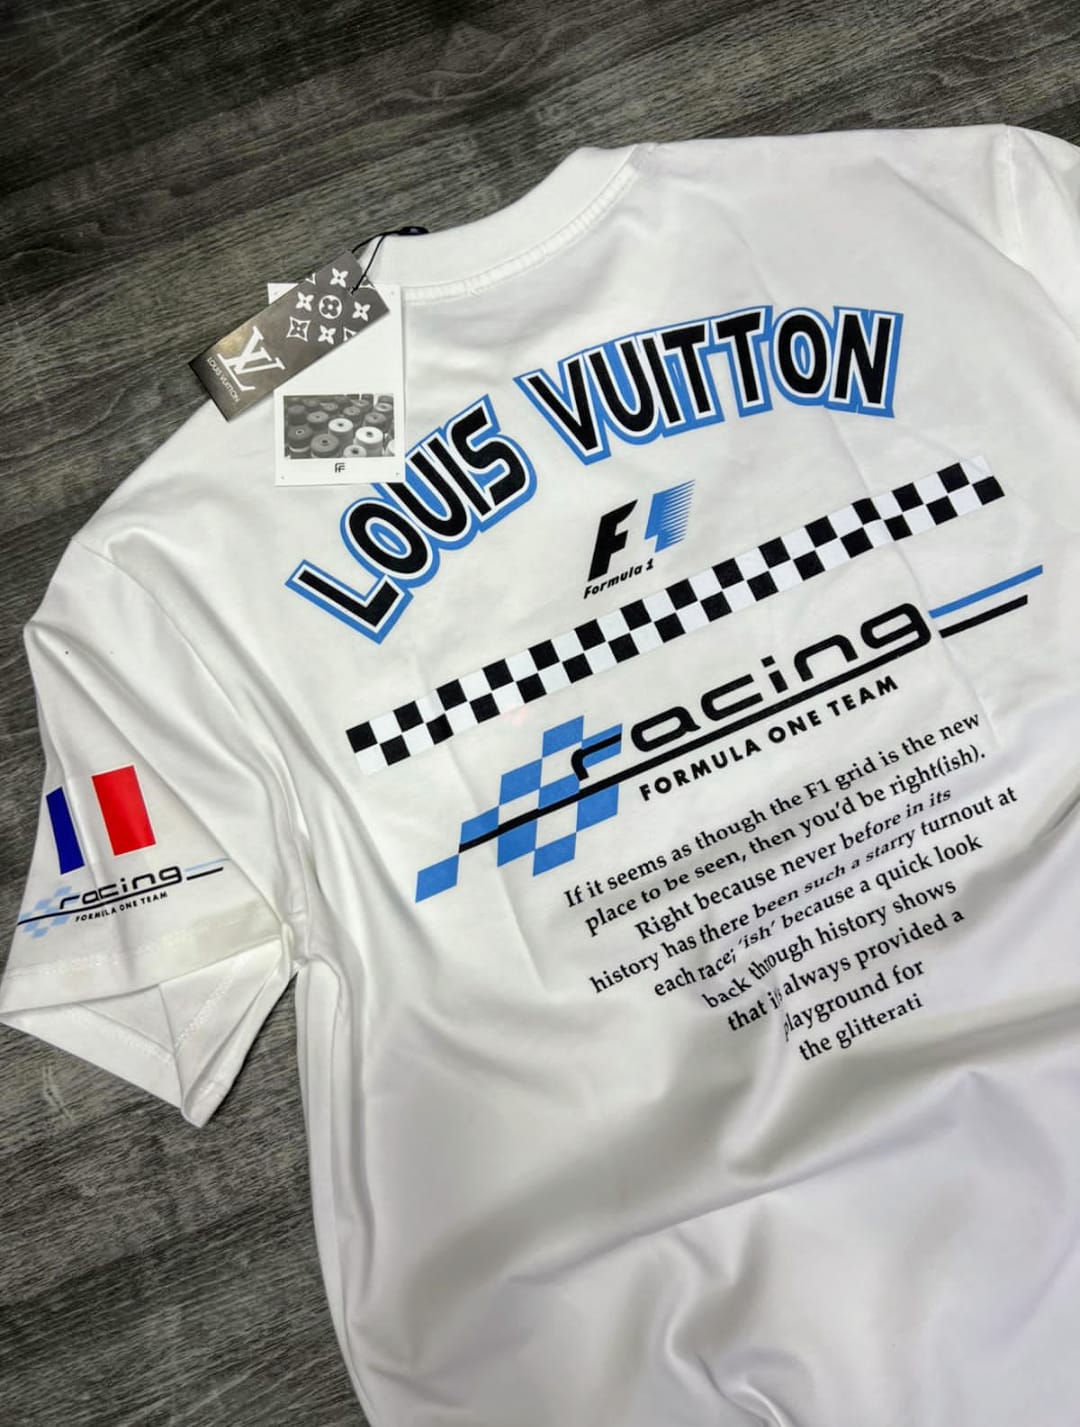 LV
LOUIS VUITTON
FF
LOUIS VUITTON
F1
Formula 1
racing
FORMULA ONE TEAM
If it seems as though the F1 grid is the new
place to be seen, then you'd be right(ish).
Right because never before in its
history has there been such a starry turnout at
each race; 'ish' because a quick look
back through history shows
that it's always provided a
playground for
the glitterati
racing
FORMILA ONE TEAM